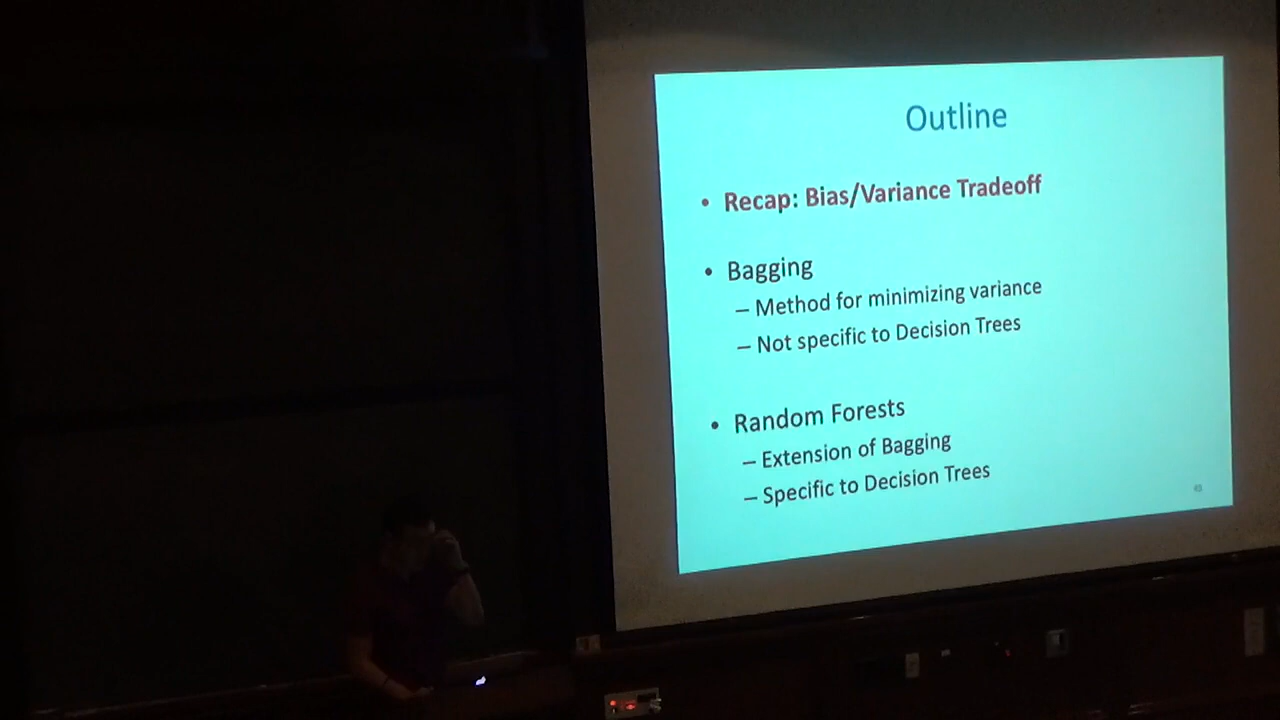 Outline
• Recap: Bias/Variance Tradeoff
• Bagging
– Method for minimizing variance
– Not specific to Decision Trees
• Random Forests
– Extension of Bagging
– Specific to Decision Trees